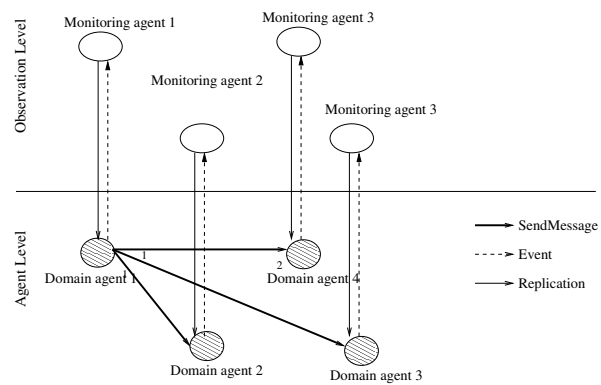 Monitoring agent 1
Monitoring agent 3
Monitoring agent 2
Monitoring agent 3
Observation Level
Agent Level
SendMessage
Event
Replication
1
2
1
Domain agent 1
Domain agent 4
Domain agent 2
Domain agent 3